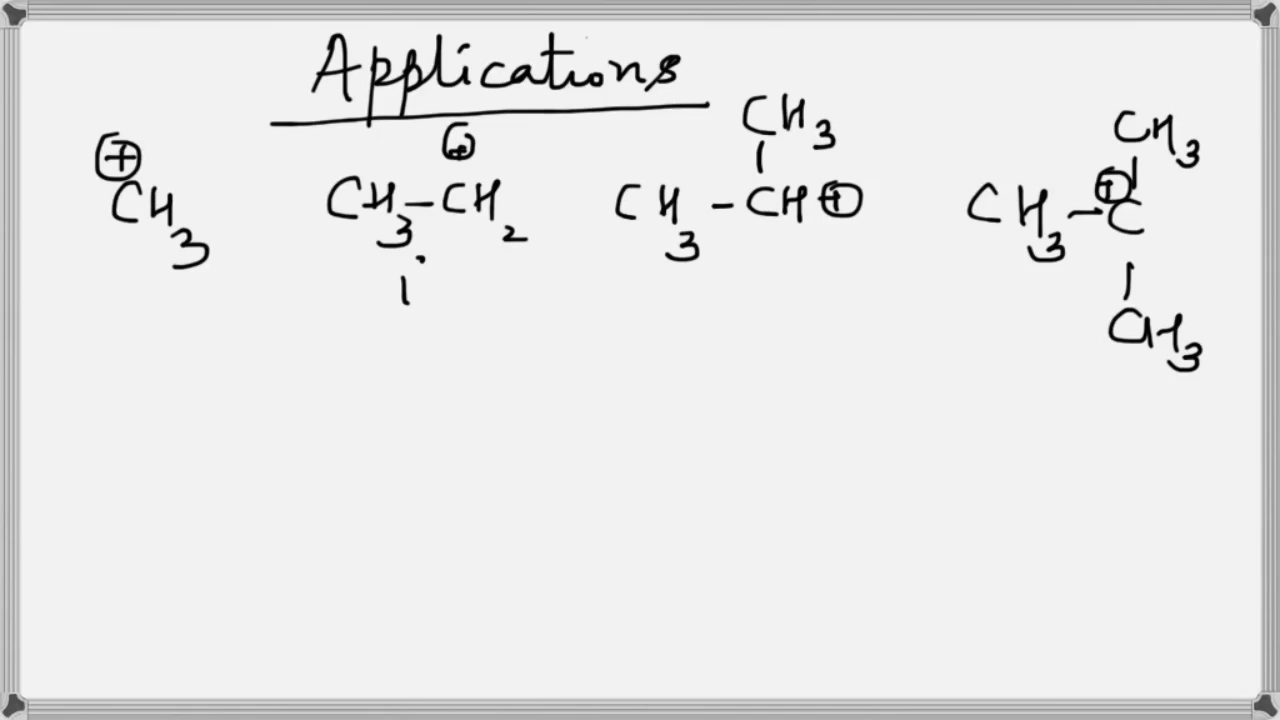 Applications
⊕ CH3
⊕ CH3
⊕
CH3 CH3-CH2 CH3-CH⊕ CH3-C
1
CH3